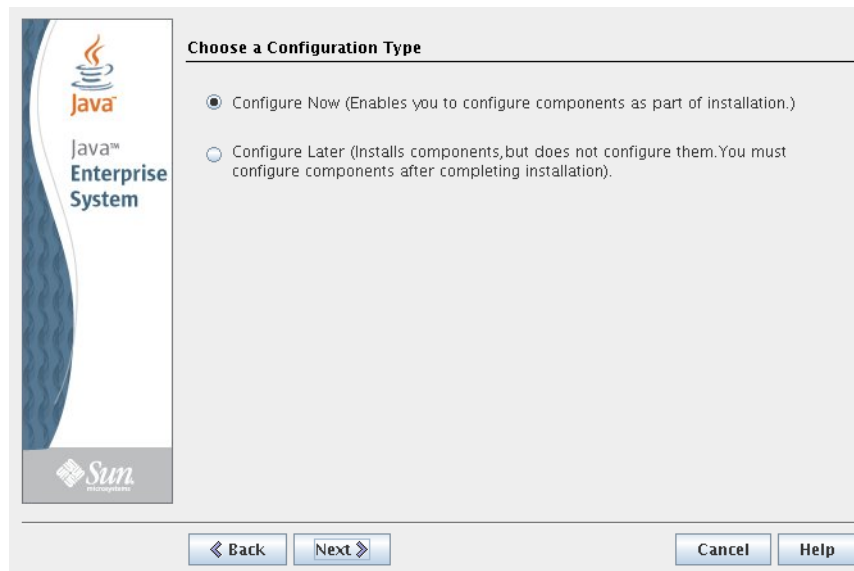 Java™
Java™
Enterprise
System
Sun
microsystems
Choose a Configuration Type
Configure Now (Enables you to configure components as part of installation.)
Configure Later (Installs components,but does not configure them.You must
configure components after completing installation).
Back
Next
Cancel
Help